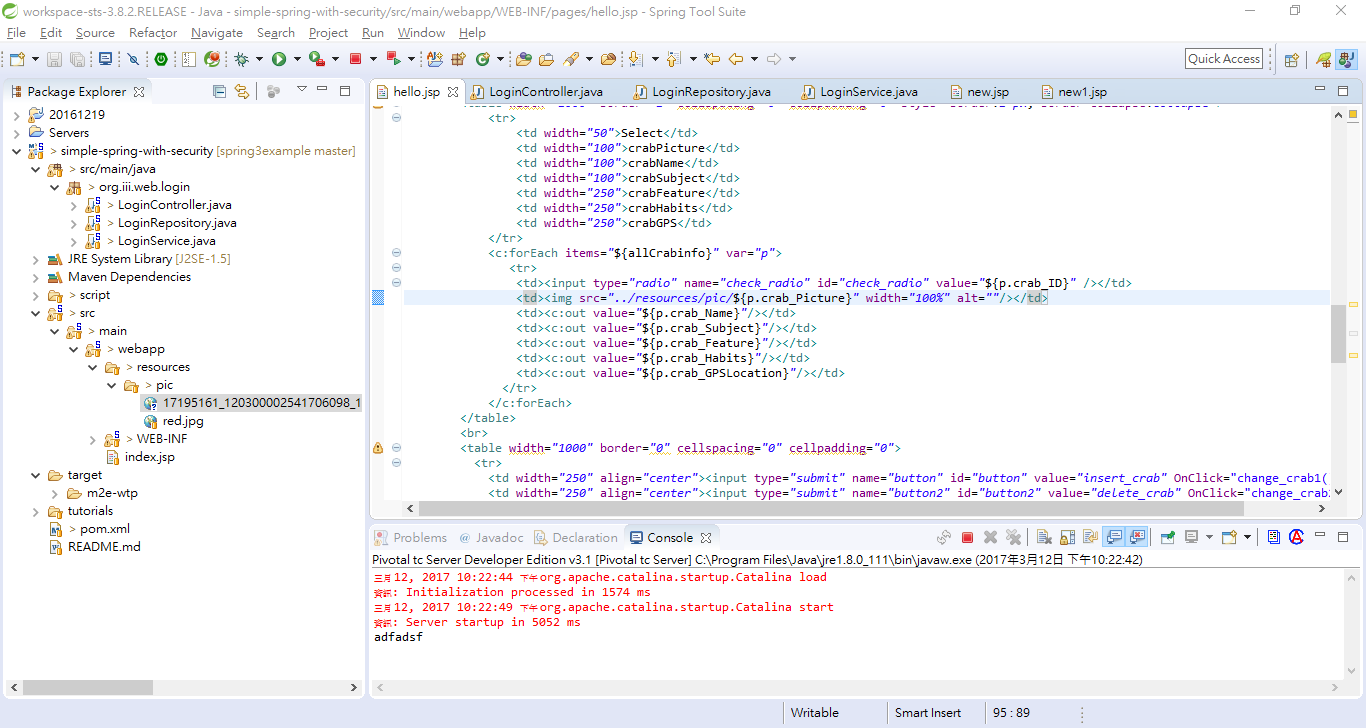 workspace-sts-3.8.2.RELEASE - Java - simple-spring-with-security/src/main/webapp/WEB-INF/pages/hello.jsp - Spring Tool Suite
File Edit Source Refactor Navigate Search Project Run Window Help
Quick Access
Package Explorer
20161219
Servers
> simple-spring-with-security [spring3example master]
> src/main/java
> org.iii.web.login
> LoginController.java
> LoginRepository.java
> LoginService.java
JRE System Library [J2SE-1.5]
Maven Dependencies
> script
> src
> main
> webapp
> resources
> pic
17195161_120300002541706098_1
red.jpg
> WEB-INF
index.jsp
target
m2e-wtp
tutorials
> pom.xml
README.md
hello.jsp LoginController.java LoginRepository.java LoginService.java new.jsp new1.jsp
<tr>
<td width="50">Select</td>
<td width="100">crabPicture</td>
<td width="100">crabName</td>
<td width="100">crabSubject</td>
<td width="250">crabFeature</td>
<td width="250">crabHabits</td>
<td width="250">crabGPS</td>
</tr>
<c:forEach items="${allCrabinfo}" var="p">
<tr>
<td><input type="radio" name="check_radio" id="check_radio" value="${p.crab_ID}" /></td>
<td><img src="../resources/pic/${p.crab_Picture}" width="100%" alt=""/></td>
<td><c:out value="${p.crab_Name}"/></td>
<td><c:out value="${p.crab_Subject}"/></td>
<td><c:out value="${p.crab_Feature}"/></td>
<td><c:out value="${p.crab_Habits}"/></td>
<td><c:out value="${p.crab_GPSLocation}"/></td>
</tr>
</c:forEach>
</table>
<br>
<table width="1000" border="0" cellspacing="0" cellpadding="0">
<tr>
<td width="250" align="center"><input type="submit" name="button" id="button" value="insert_crab" OnClick="change_crab1(
<td width="250" align="center"><input type="submit" name="button2" id="button2" value="delete_crab" OnClick="change_crab
Problems @ Javadoc Declaration Console
Pivotal tc Server Developer Edition v3.1 [Pivotal tc Server] C:\Program Files\Java\jre1.8.0_111\bin\javaw.exe (2017年3月12日 下午10:22:42)
三月12, 2017 10:22:44 下午org.apache.catalina.startup.Catalina load
資訊: Initialization processed in 1574 ms
三月12, 2017 10:22:49 下午org.apache.catalina.startup.Catalina start
資訊: Server startup in 5052 ms
adfadsf
Writable Smart Insert 95 : 89